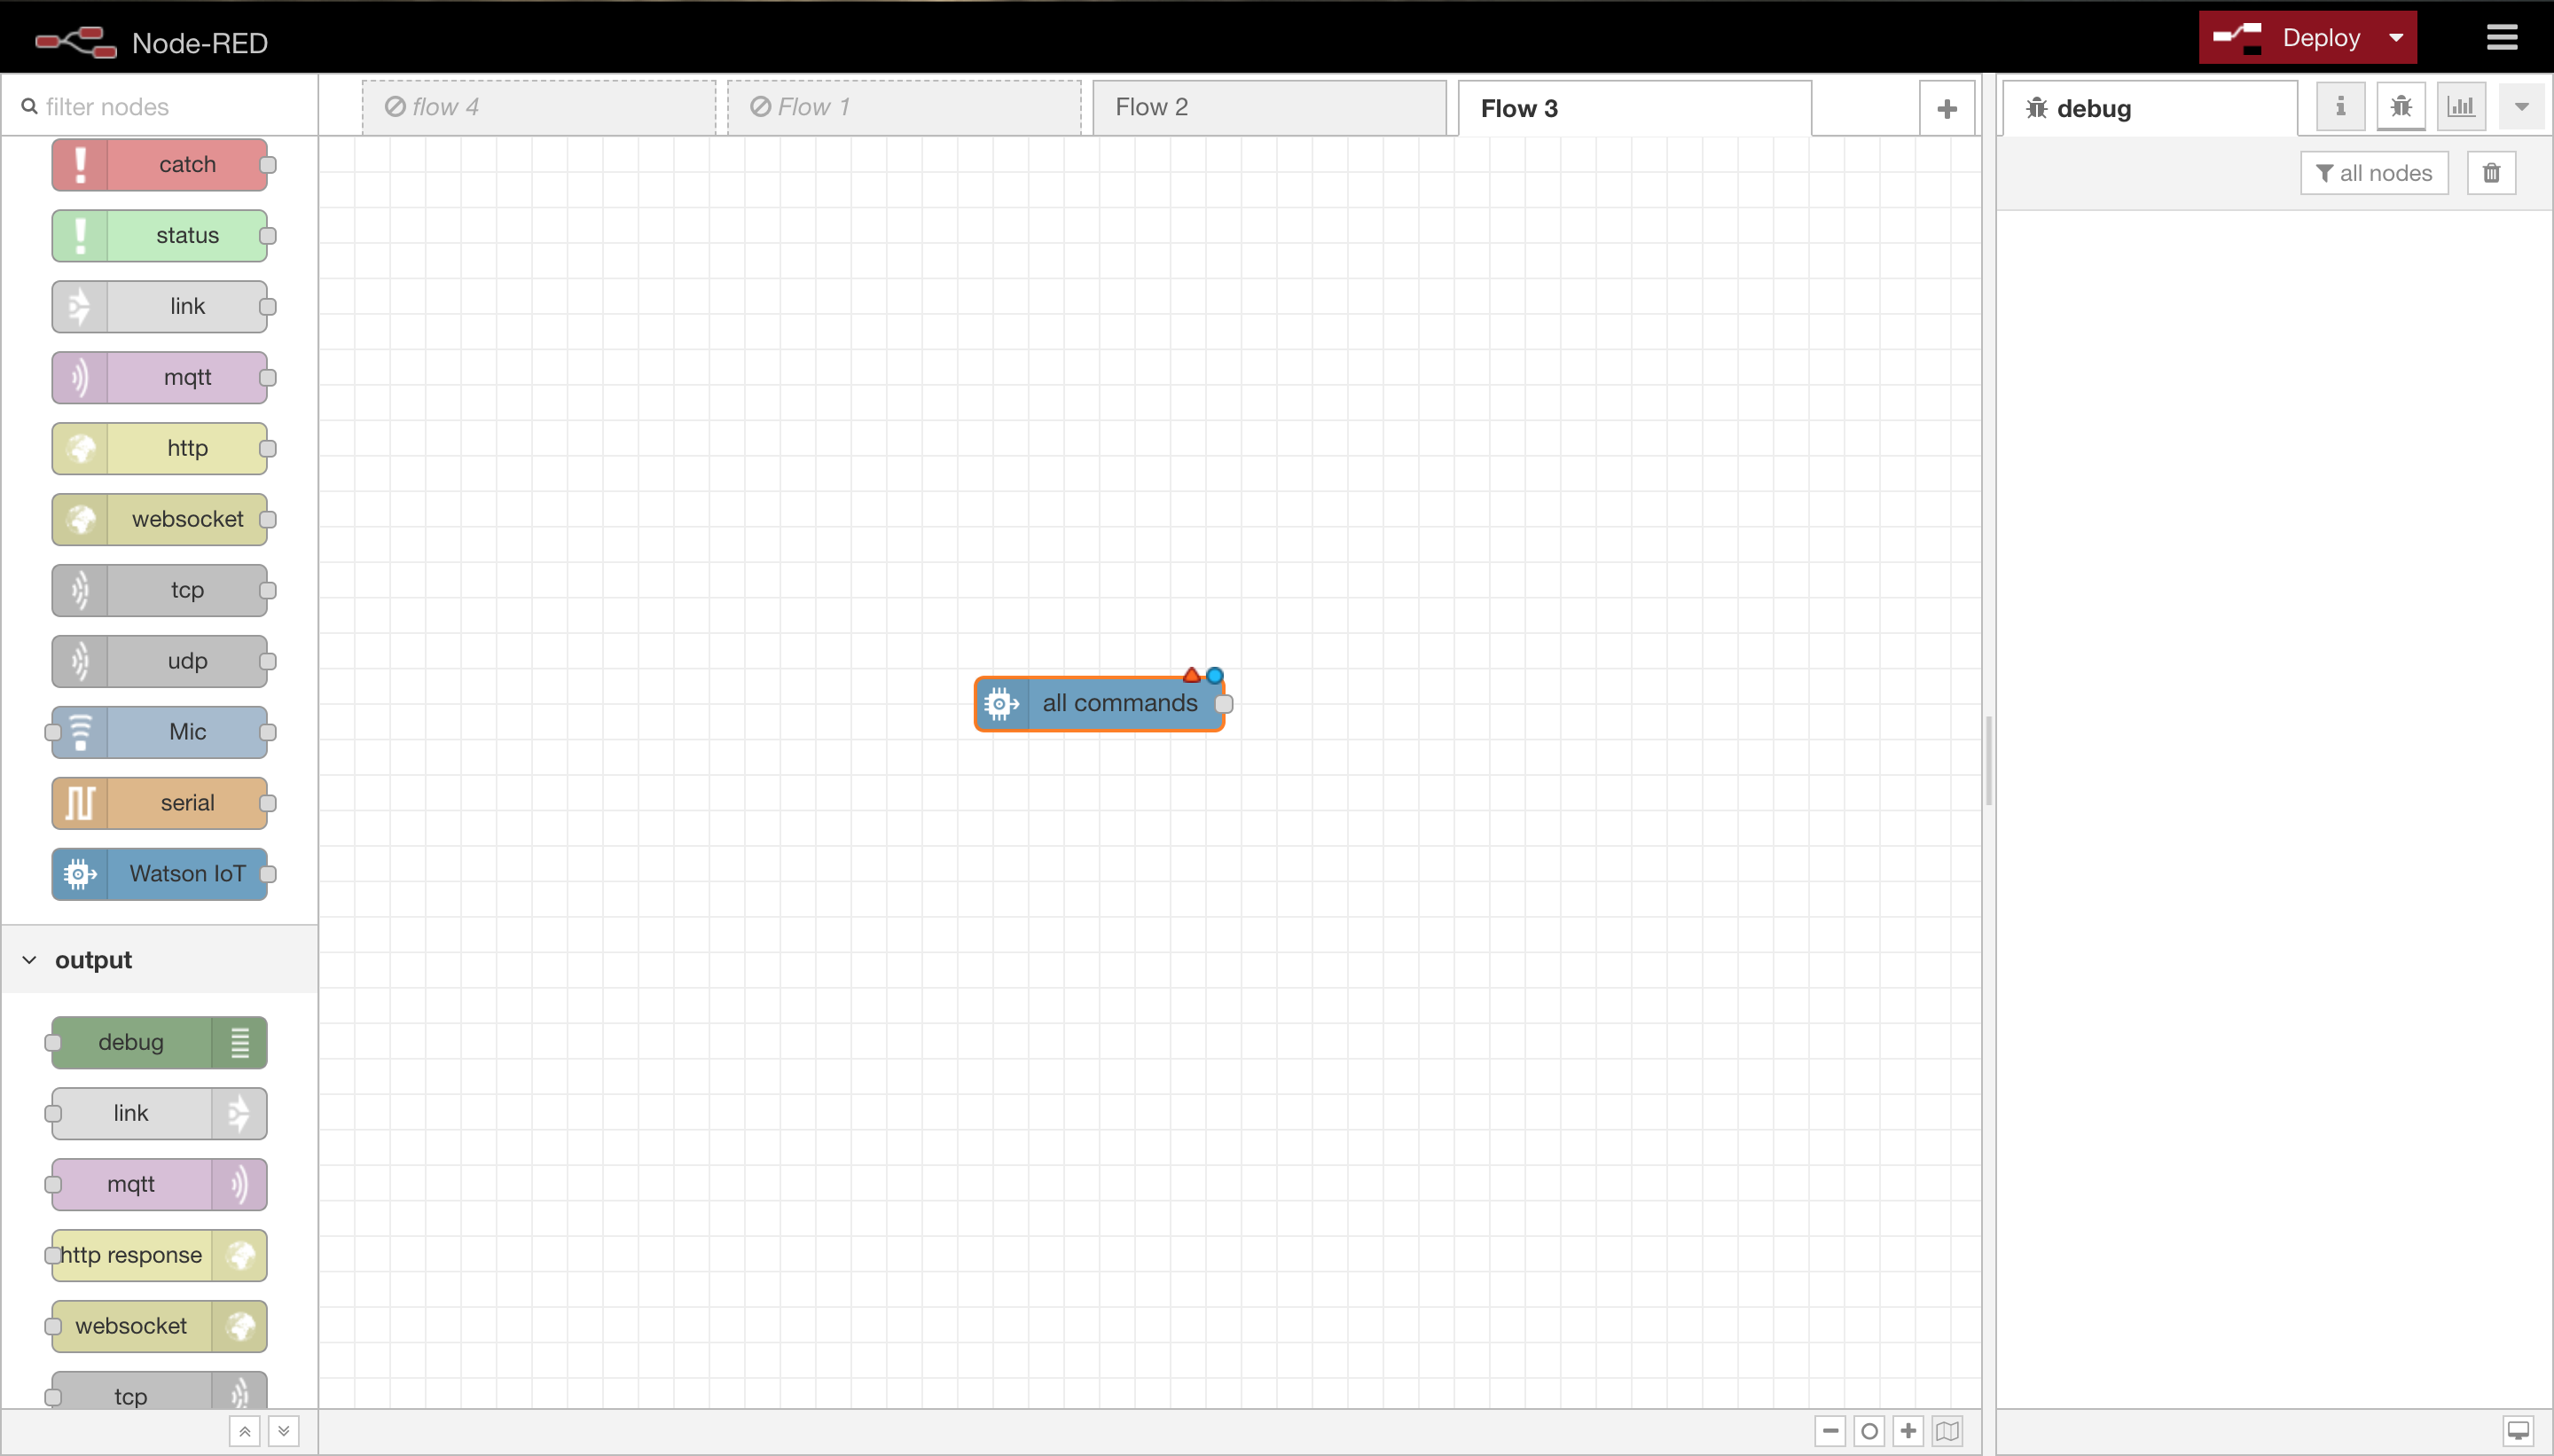 Node-RED
Deploy
filter nodes
flow 4
Flow 1
Flow 2
Flow 3
debug
all nodes
catch
status
link
mqtt
http
websocket
tcp
udp
Mic
serial
Watson IoT
all commands
output
debug
link
mqtt
http response
websocket
tcp